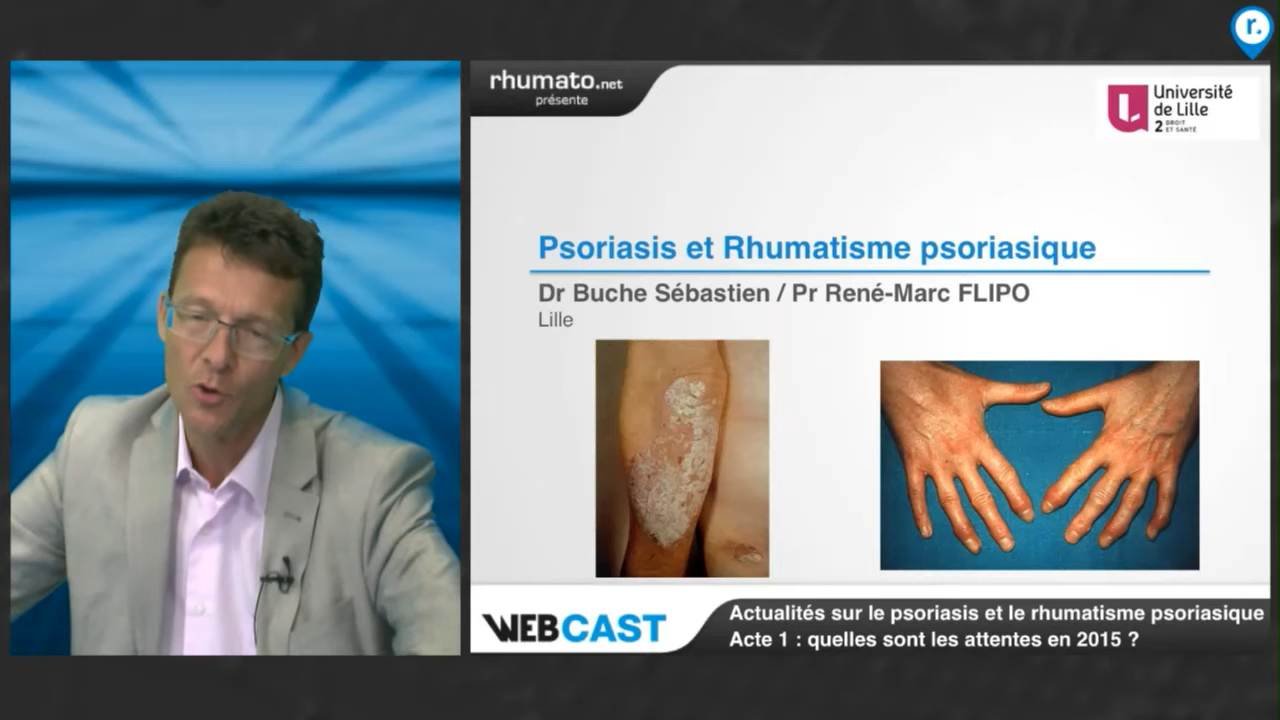 r.
rhumato.net
présente
Université
de Lille
2 DROIT
ET SANTÉ
Psoriasis et Rhumatisme psoriasique
Dr Buche Sébastien / Pr René-Marc FLIPO
Lille
WEBCAST
Actualités sur le psoriasis et le rhumatisme psoriasique
Acte 1 : quelles sont les attentes en 2015 ?